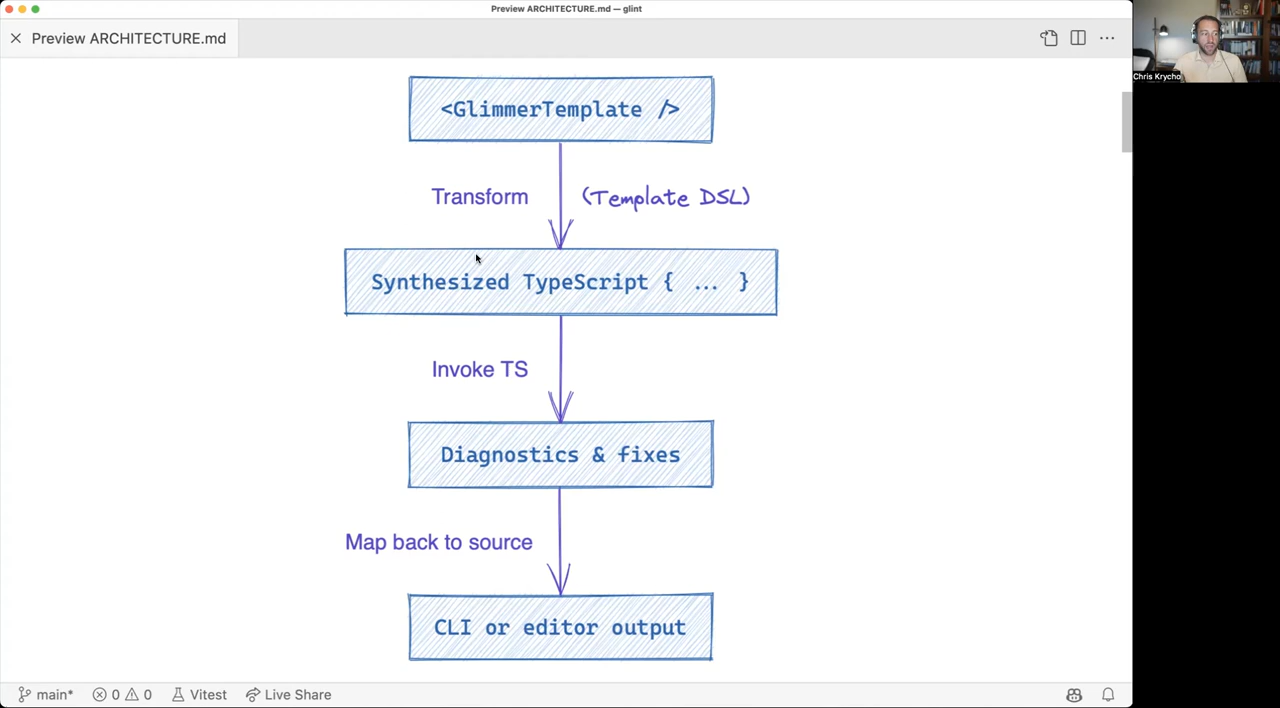 Preview ARCHITECTURE.md — glint
Preview ARCHITECTURE.md
Chris Krycho
<GlimmerTemplate />
Transform (Template DSL)
Synthesized TypeScript { ... }
Invoke TS
Diagnostics & fixes
Map back to source
CLI or editor output
main* 0 0 Vitest Live Share